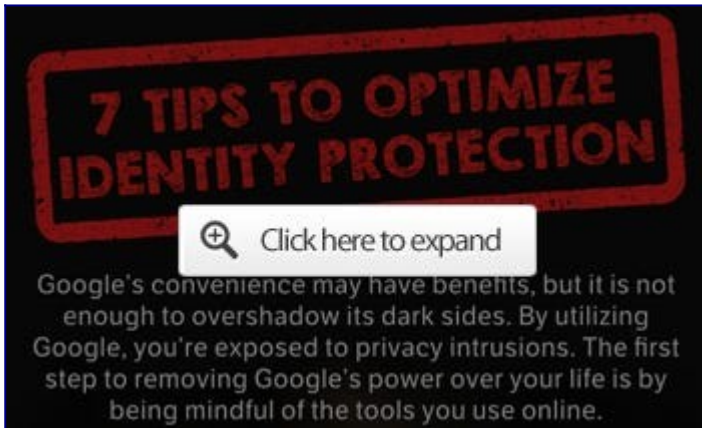 7 TIPS TO OPTIMIZE
IDENTITY PROTECTION
Click here to expand
Google's convenience may have benefits, but it is not
enough to overshadow its dark sides. By utilizing
Google, you're exposed to privacy intrusions. The first
step to removing Google's power over your life is by
being mindful of the tools you use online.